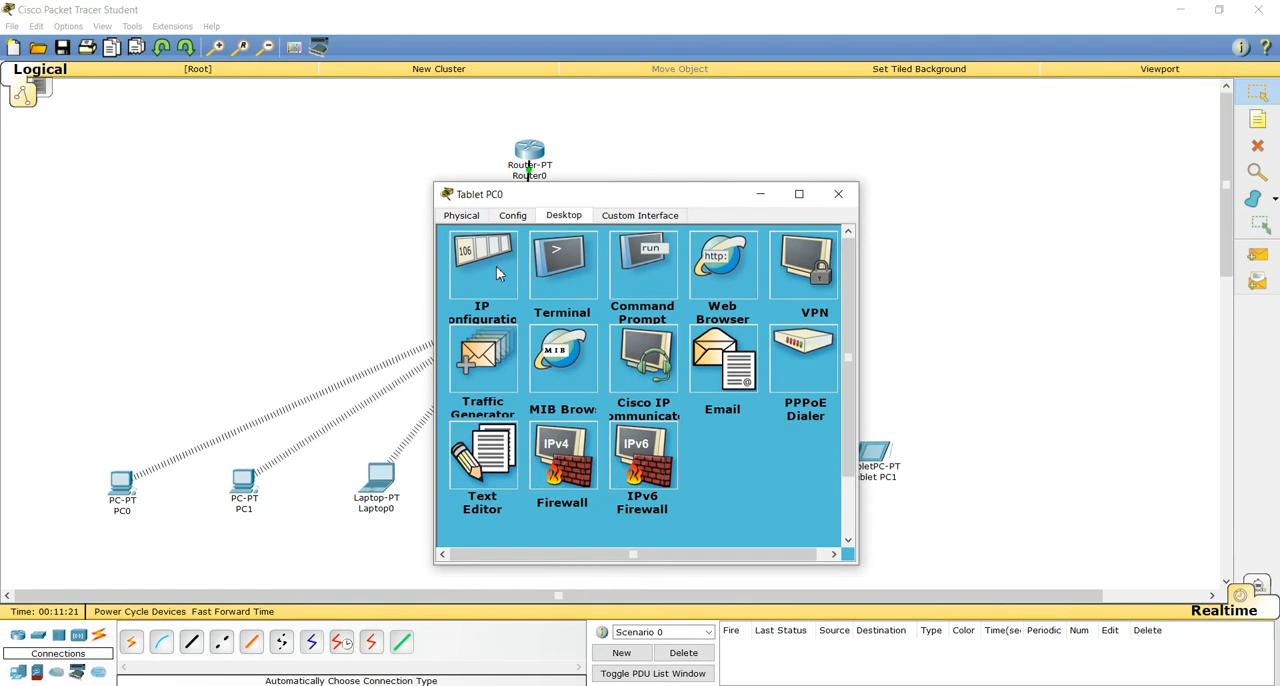 Cisco Packet Tracer Student
File Edit Options View Tools Extensions Help
Logical [Root] New Cluster Move Object Set Tiled Background Viewport
Router-PT
Router0
Tablet PC0
Physical Config Desktop Custom Interface
106
>
run
http:
IP
onfiguratio
Terminal
Command
Prompt
Web
Browser
VPN
MIB
Traffic
Generator
MIB Brow
Cisco IP
ommunicat
Email
PPPoE
Dialer
IPv4
IPv6
Text
Editor
Firewall
IPv6
Firewall
PC-PT
PC0
PC-PT
PC1
Laptop-PT
Laptop0
bletPC-PT
ablet PC1
Time: 00:11:21 Power Cycle Devices Fast Forward Time
Realtime
Connections
Automatically Choose Connection Type
Scenario 0
New Delete
Toggle PDU List Window
Fire Last Status Source Destination Type Color Time(se Periodic Num Edit Delete